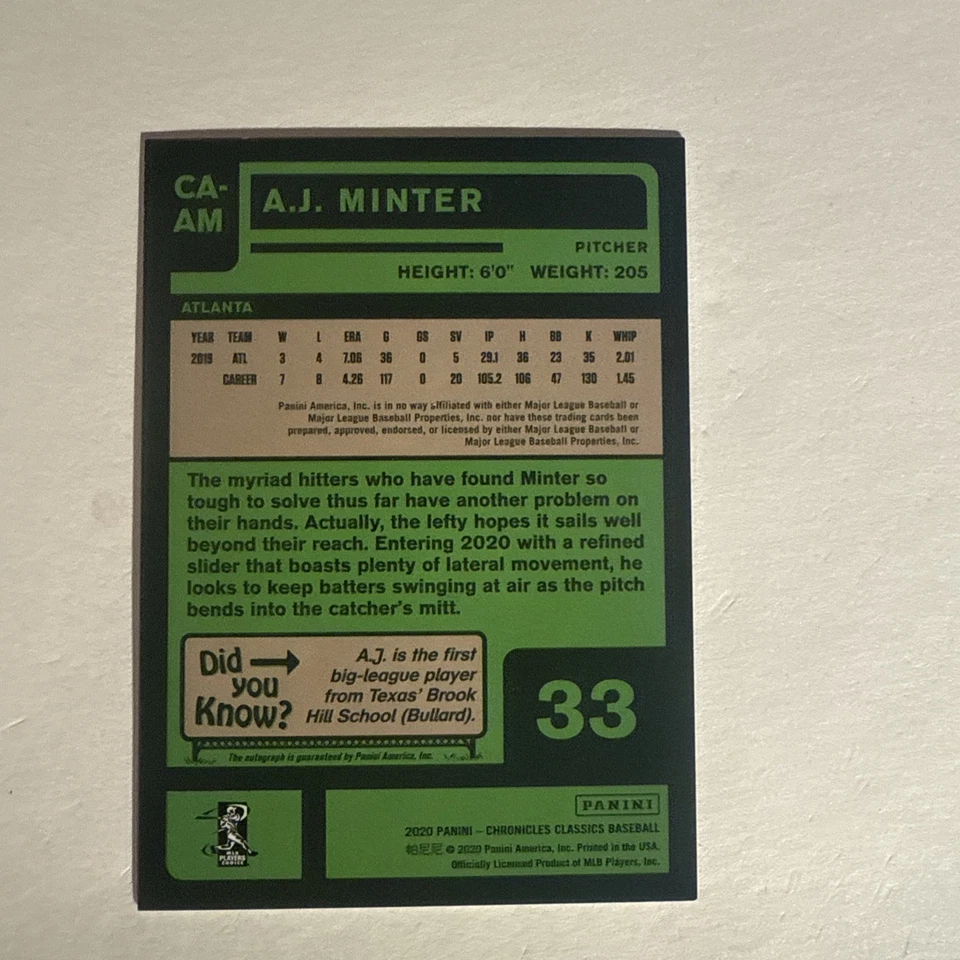 CA-
AM
A.J. MINTER
PITCHER
HEIGHT: 6'0" WEIGHT: 205
ATLANTA
YEAR TEAM W L ERA G GS SV IP H BB K WHIP
2019 ATL 3 4 7.06 36 0 5 29.1 36 23 35 2.01
CAREER 7 8 4.26 117 0 20 105.2 106 47 130 1.45
Panini America, Inc. is in no way affiliated with either Major League Baseball or
Major League Baseball Properties, Inc. nor have these trading cards been
prepared, approved, endorsed, or licensed by either Major League Baseball or
Major League Baseball Properties, Inc.
The myriad hitters who have found Minter so
tough to solve thus far have another problem on
their hands. Actually, the lefty hopes it sails well
beyond their reach. Entering 2020 with a refined
slider that boasts plenty of lateral movement, he
looks to keep batters swinging at air as the pitch
bends into the catcher's mitt.
Did
you
Know?
A.J. is the first
big-league player
from Texas' Brook
Hill School (Bullard).
The autograph is guaranteed by Panini America, Inc.
33
MLB
PLAYERS
CHOICE
PANINI
2020 PANINI – CHRONICLES CLASSICS BASEBALL
帕尼尼 © 2020 Panini America, Inc. Printed in the USA.
Officially Licensed Product of MLB Players, Inc.